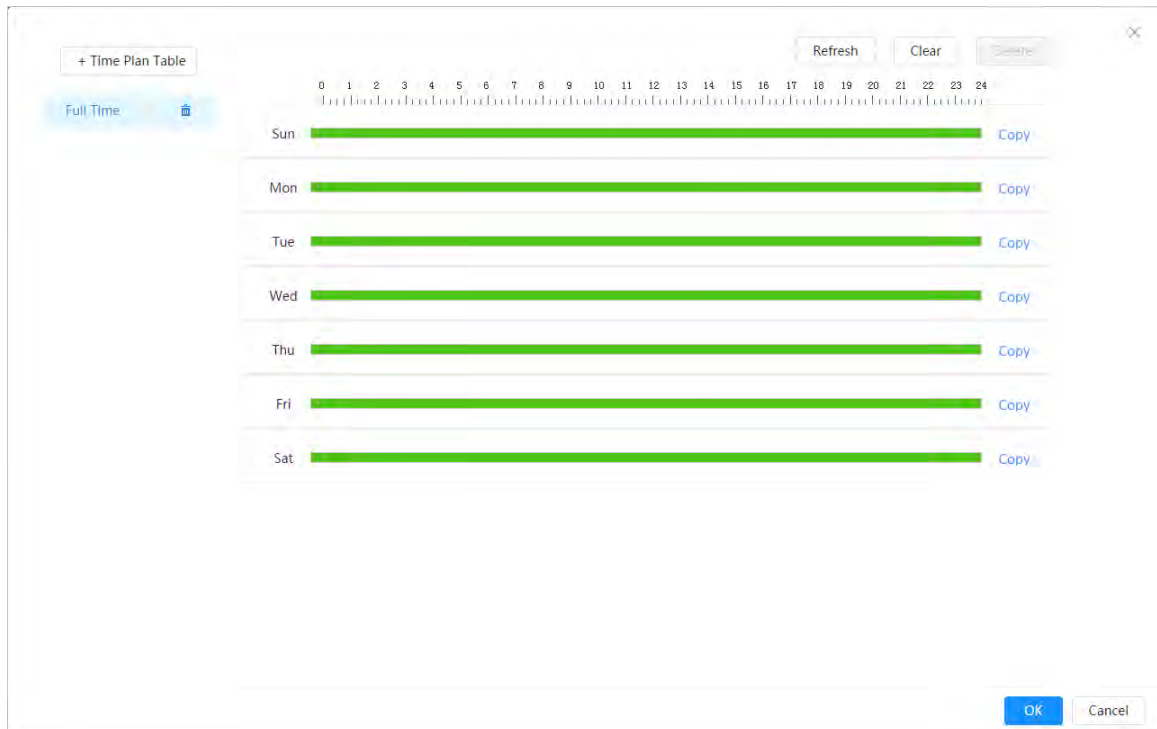 Refresh Clear Delete
+ Time Plan Table
0 1 2 3 4 5 6 7 8 9 10 11 12 13 14 15 16 17 18 19 20 21 22 23 24
Full Time
Sun Copy
Mon Copy
Tue Copy
Wed Copy
Thu Copy
Fri Copy
Sat Copy
OK Cancel